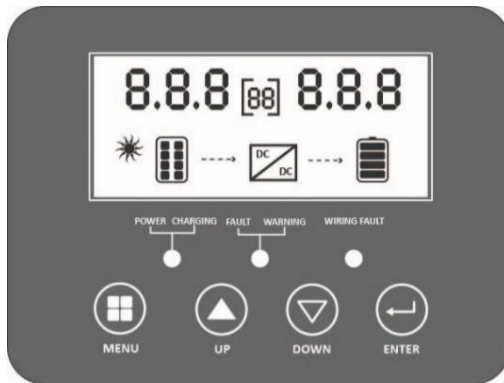 8.8.8 [88] 8.8.8
DC
DC
POWER CHARGING FAULT WARNING WIRING FAULT
MENU UP DOWN ENTER